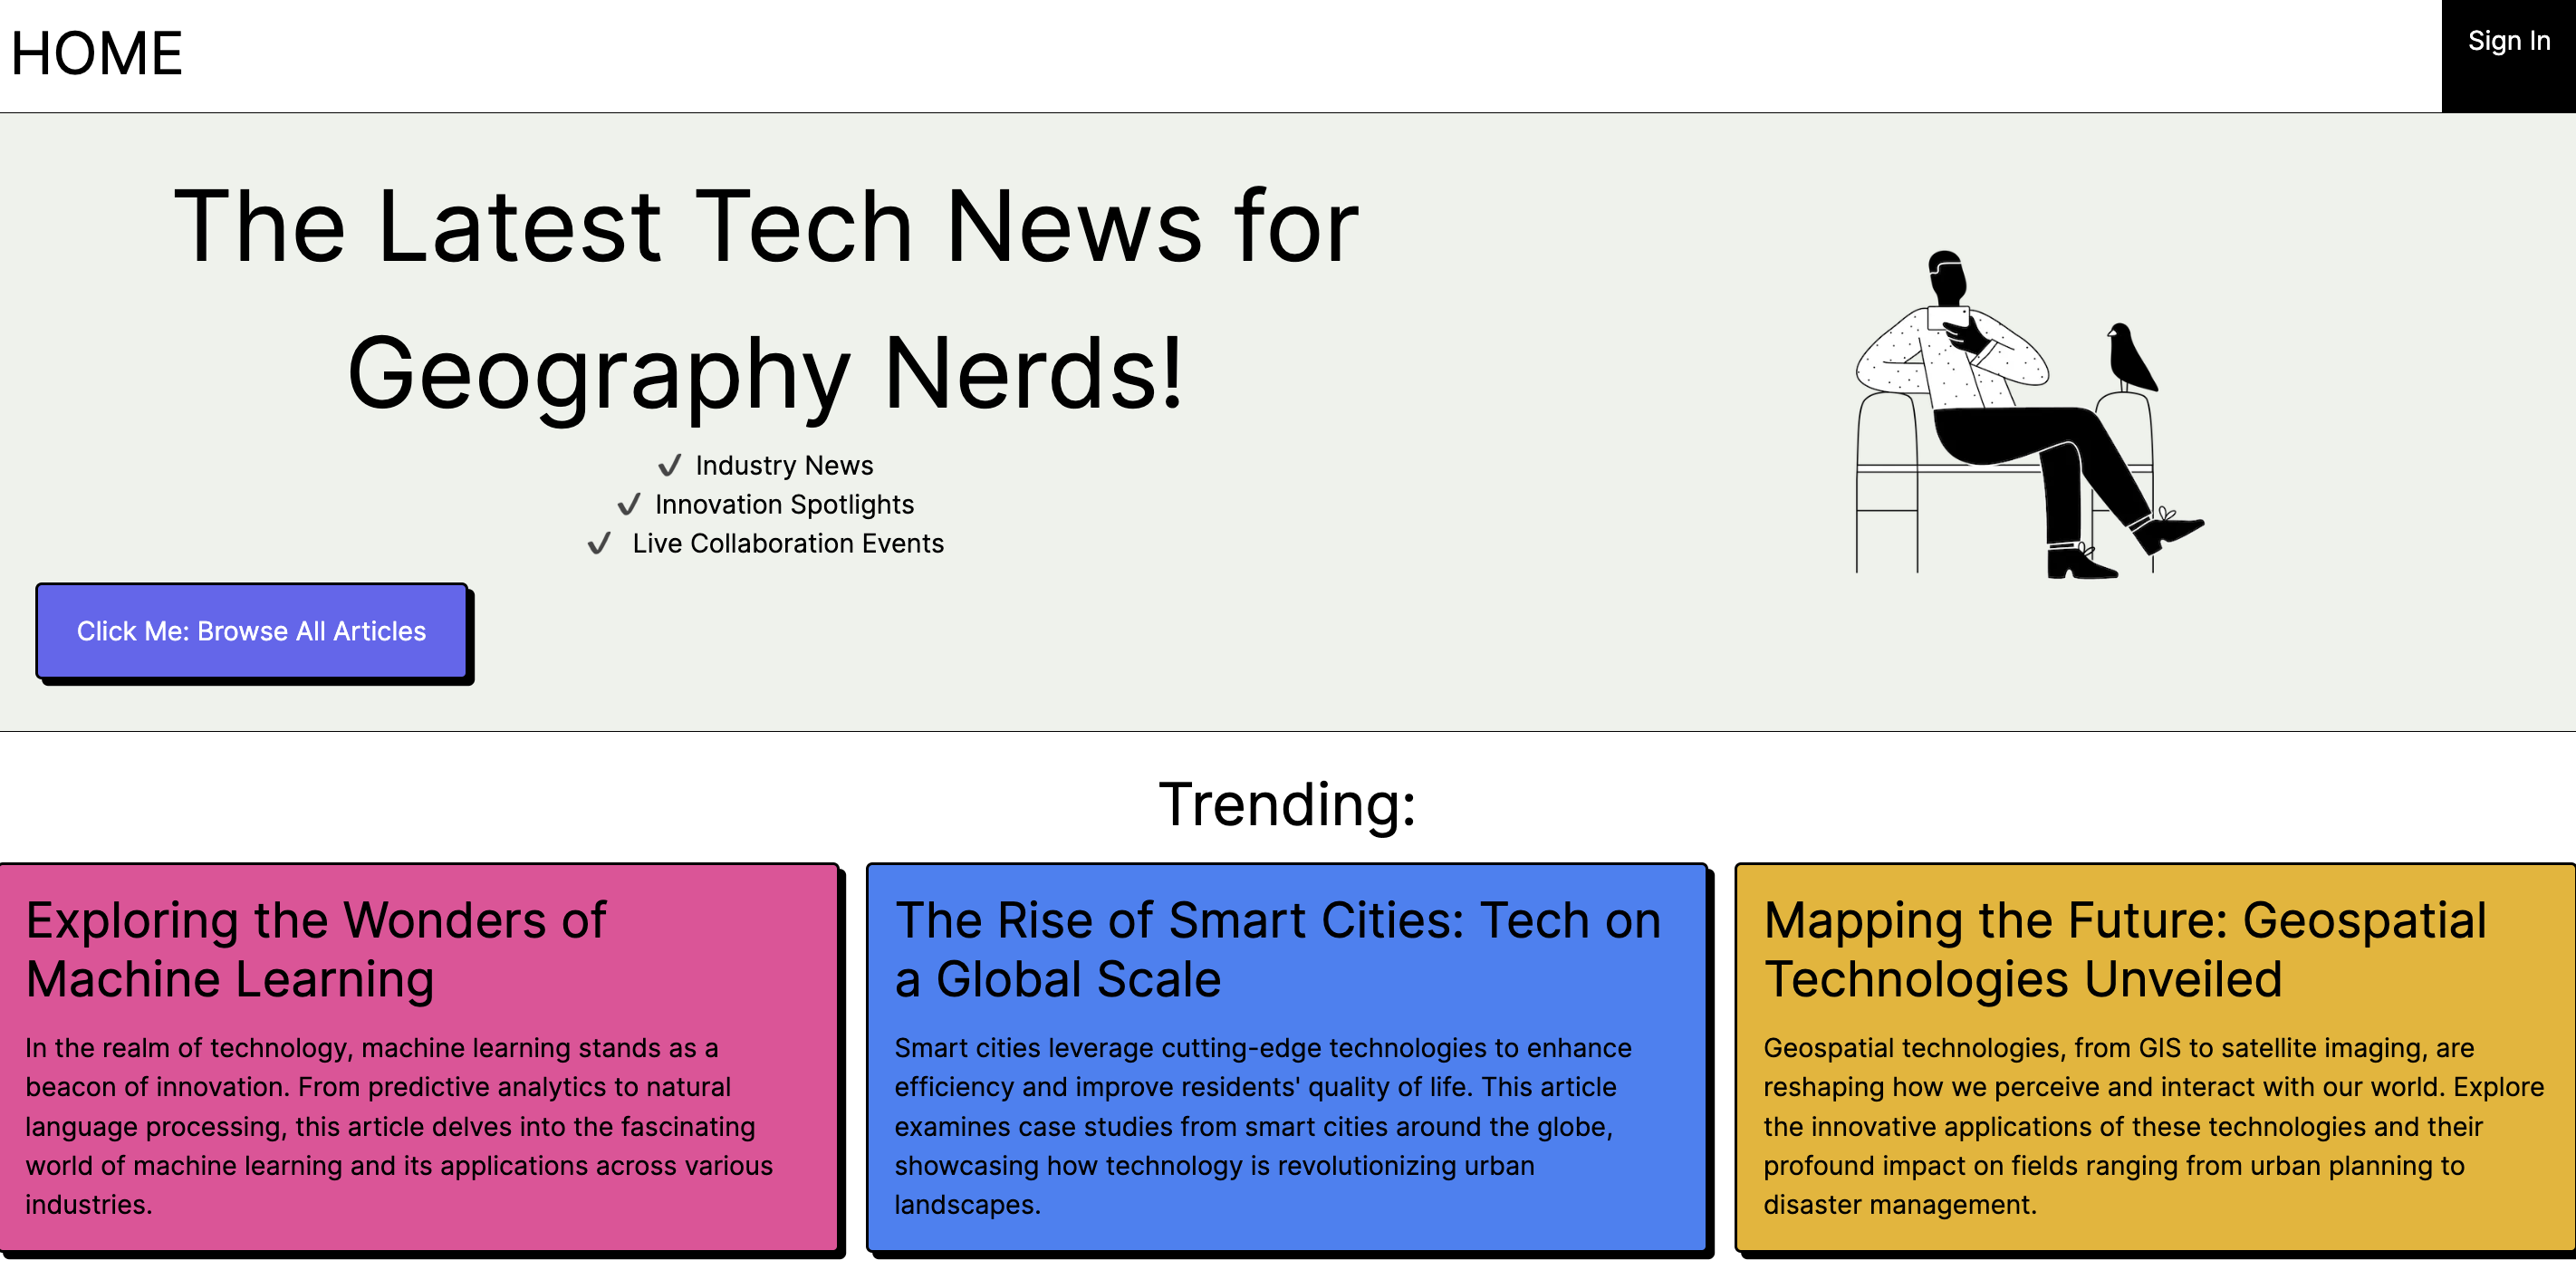 HOME
Sign In
The Latest Tech News for
Geography Nerds!
✔ Industry News
✔ Innovation Spotlights
✔ Live Collaboration Events
Click Me: Browse All Articles
Trending:
Exploring the Wonders of
Machine Learning
In the realm of technology, machine learning stands as a
beacon of innovation. From predictive analytics to natural
language processing, this article delves into the fascinating
world of machine learning and its applications across various
industries.
The Rise of Smart Cities: Tech on
a Global Scale
Smart cities leverage cutting-edge technologies to enhance
efficiency and improve residents' quality of life. This article
examines case studies from smart cities around the globe,
showcasing how technology is revolutionizing urban
landscapes.
Mapping the Future: Geospatial
Technologies Unveiled
Geospatial technologies, from GIS to satellite imaging, are
reshaping how we perceive and interact with our world. Explore
the innovative applications of these technologies and their
profound impact on fields ranging from urban planning to
disaster management.